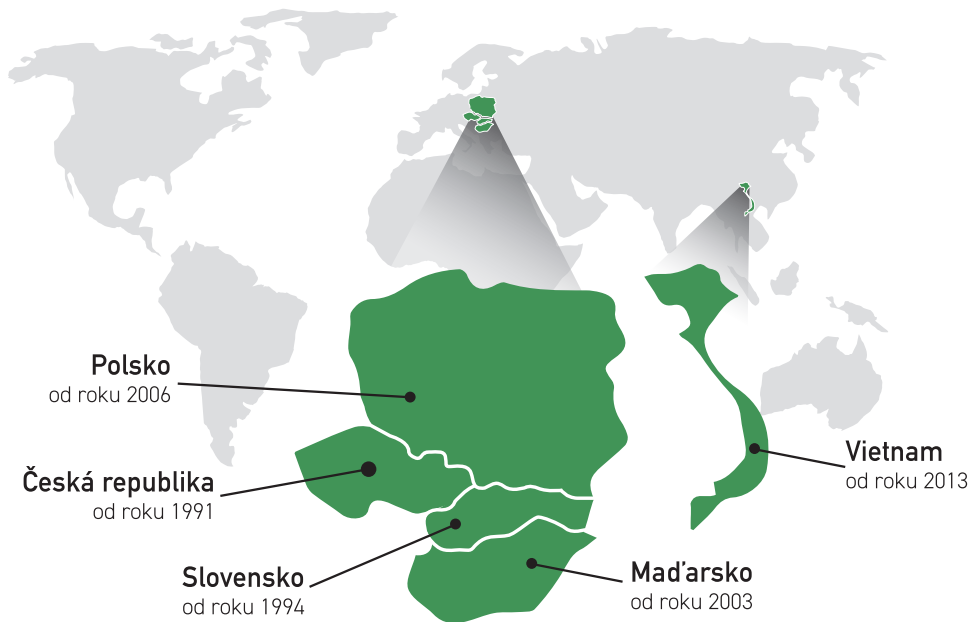 Polsko
od roku 2006
Česká republika
od roku 1991
Slovensko
od roku 1994
Maďarsko
od roku 2003
Vietnam
od roku 2013